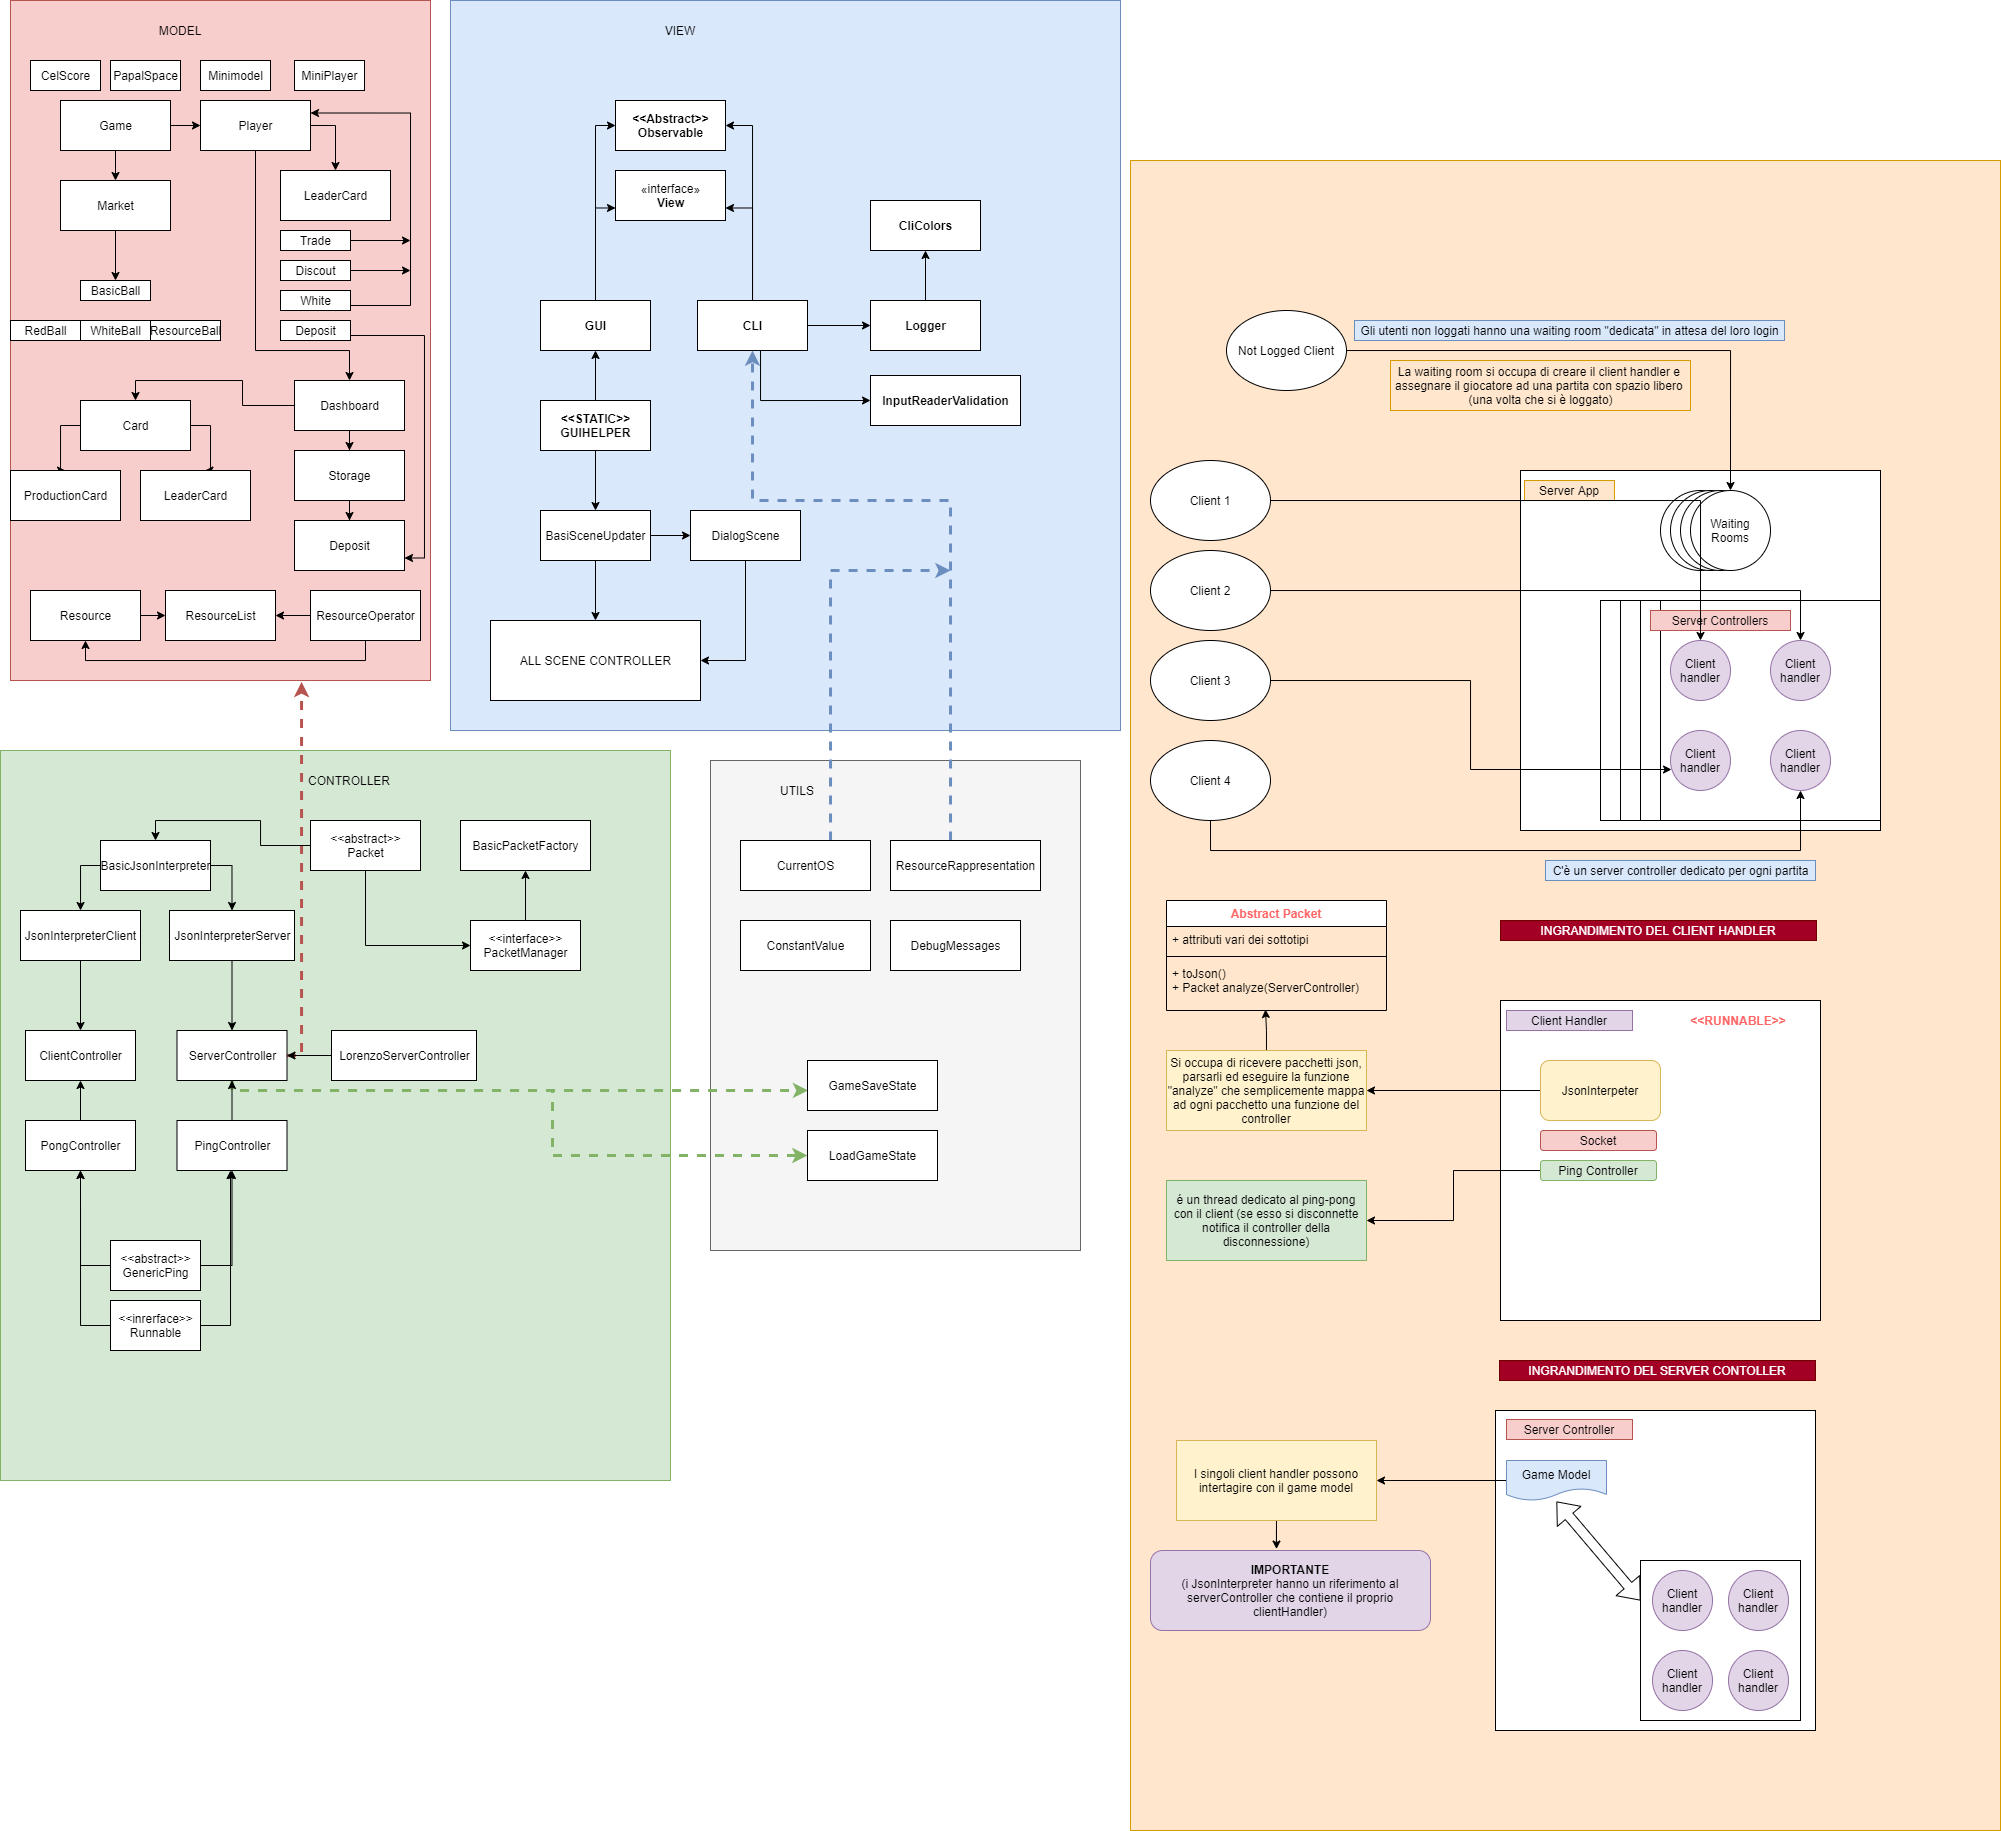 MODEL
CelScore
PapalSpace
Minimodel
MiniPlayer
Game
Player
Market
LeaderCard
Trade
Discout
White
Deposit
BasicBall
RedBall
WhiteBall
ResourceBall
Dashboard
Card
Storage
ProductionCard
LeaderCard
Deposit
Resource
ResourceList
ResourceOperator
VIEW
<<Abstract>>
Observable
«interface»
View
CliColors
GUI
CLI
Logger
InputReaderValidation
<<STATIC>>
GUIHELPER
BasiSceneUpdater
DialogScene
ALL SCENE CONTROLLER
CONTROLLER
<<abstract>>
Packet
BasicPacketFactory
BasicJsonInterpreter
JsonInterpreterClient
JsonInterpreterServer
<<interface>>
PacketManager
ClientController
ServerController
LorenzoServerController
PongController
PingController
<<abstract>>
GenericPing
<<inrerface>>
Runnable
UTILS
CurrentOS
ResourceRappresentation
ConstantValue
DebugMessages
GameSaveState
LoadGameState
Not Logged Client
Gli utenti non loggati hanno una waiting room "dedicata" in attesa del loro login
La waiting room si occupa di creare il client handler e
assegnare il giocatore ad una partita con spazio libero
(una volta che si è loggato)
Client 1
Client 2
Client 3
Client 4
Server App
Waiting
Rooms
Server Controllers
Client
handler
Client
handler
Client
handler
Client
handler
C'è un server controller dedicato per ogni partita
Abstract Packet
+ attributi vari dei sottotipi
+ toJson()
+ Packet analyze(ServerController)
INGRANDIMENTO DEL CLIENT HANDLER
Client Handler
<<RUNNABLE>>
Si occupa di ricevere pacchetti json,
parsarli ed eseguire la funzione
"analyze" che semplicemente mappa
ad ogni pacchetto una funzione del
controller
JsonInterpeter
Socket
Ping Controller
è un thread dedicato al ping-pong
con il client (se esso si disconnette
notifica il controller della
disconnessione)
INGRANDIMENTO DEL SERVER CONTOLLER
Server Controller
Game Model
I singoli client handler possono
intertagire con il game model
IMPORTANTE
(i JsonInterpreter hanno un riferimento al
serverController che contiene il proprio
clientHandler)
Client
handler
Client
handler
Client
handler
Client
handler